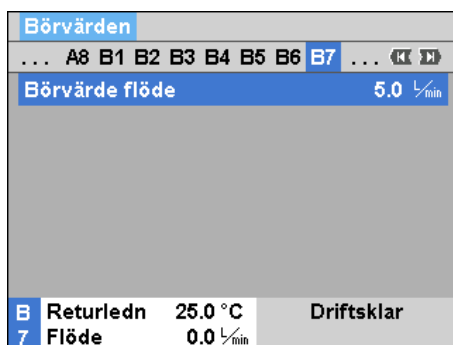 Börvärden
... A8 B1 B2 B3 B4 B5 B6 B7 ...
Börvärde flöde 5.0 L/min
B Returledn 25.0 °C Driftsklar
7 Flöde 0.0 L/min